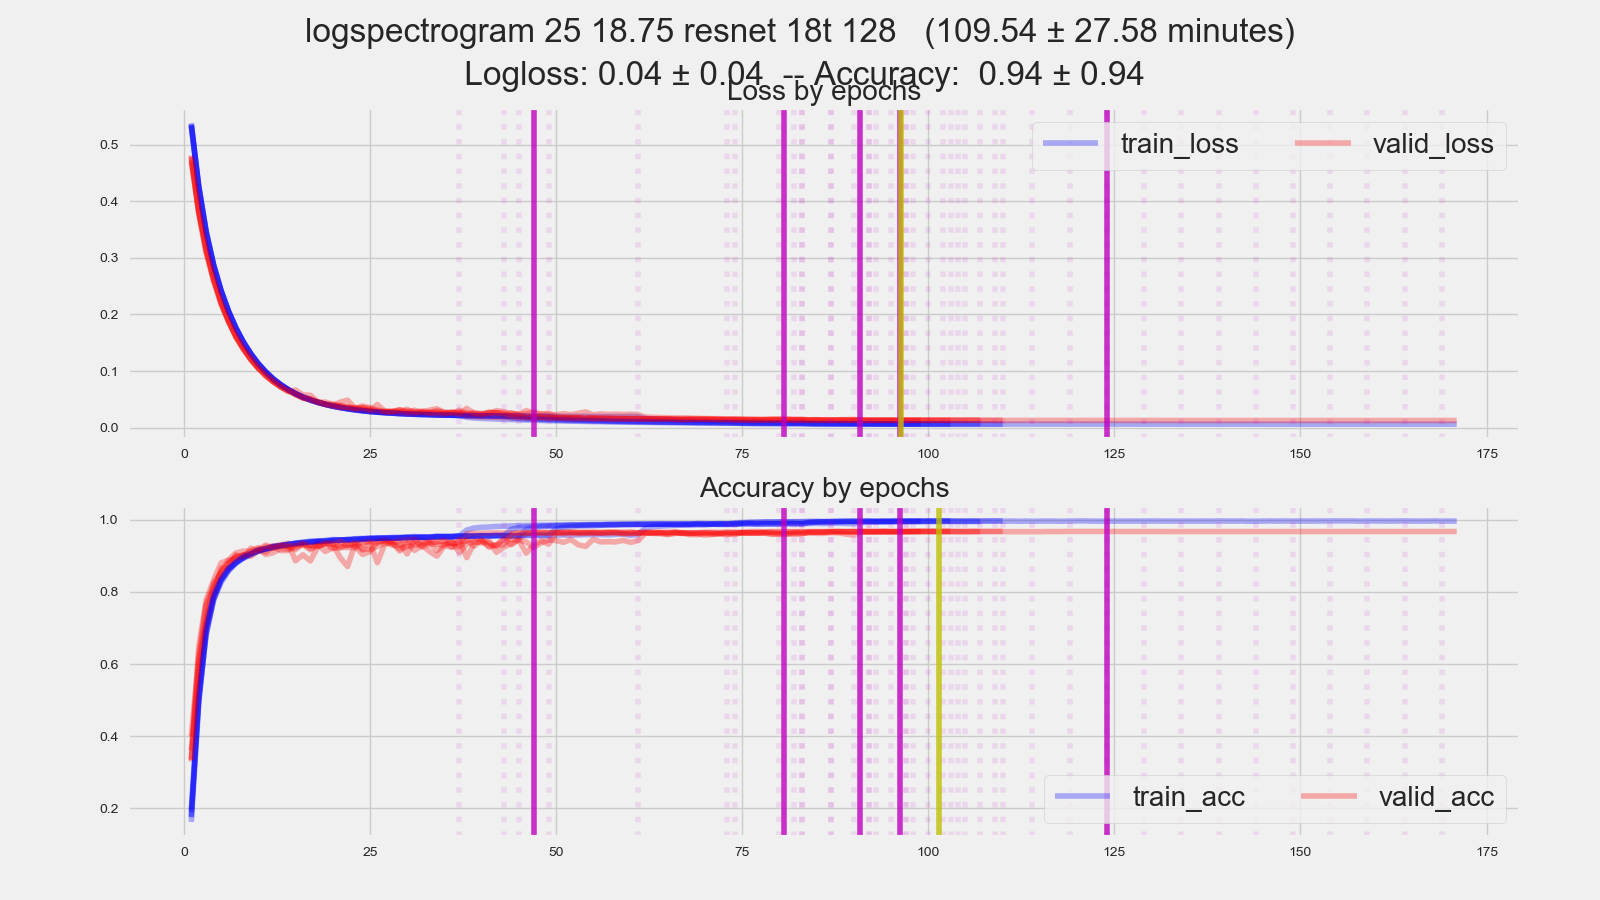 logspectrogram 25 18.75 resnet 18t 128 (109.54 ± 27.58 minutes)
Logloss: 0.04 ± 0.04 -- Accuracy: 0.94 ± 0.94
Loss by epochs
train_loss valid_loss
0.5
0.4
0.3
0.2
0.1
0.0
0 25 50 75 100 125 150 175
Accuracy by epochs
1.0
0.8
0.6
0.4
0.2
train_acc valid_acc
0 25 50 75 100 125 150 175